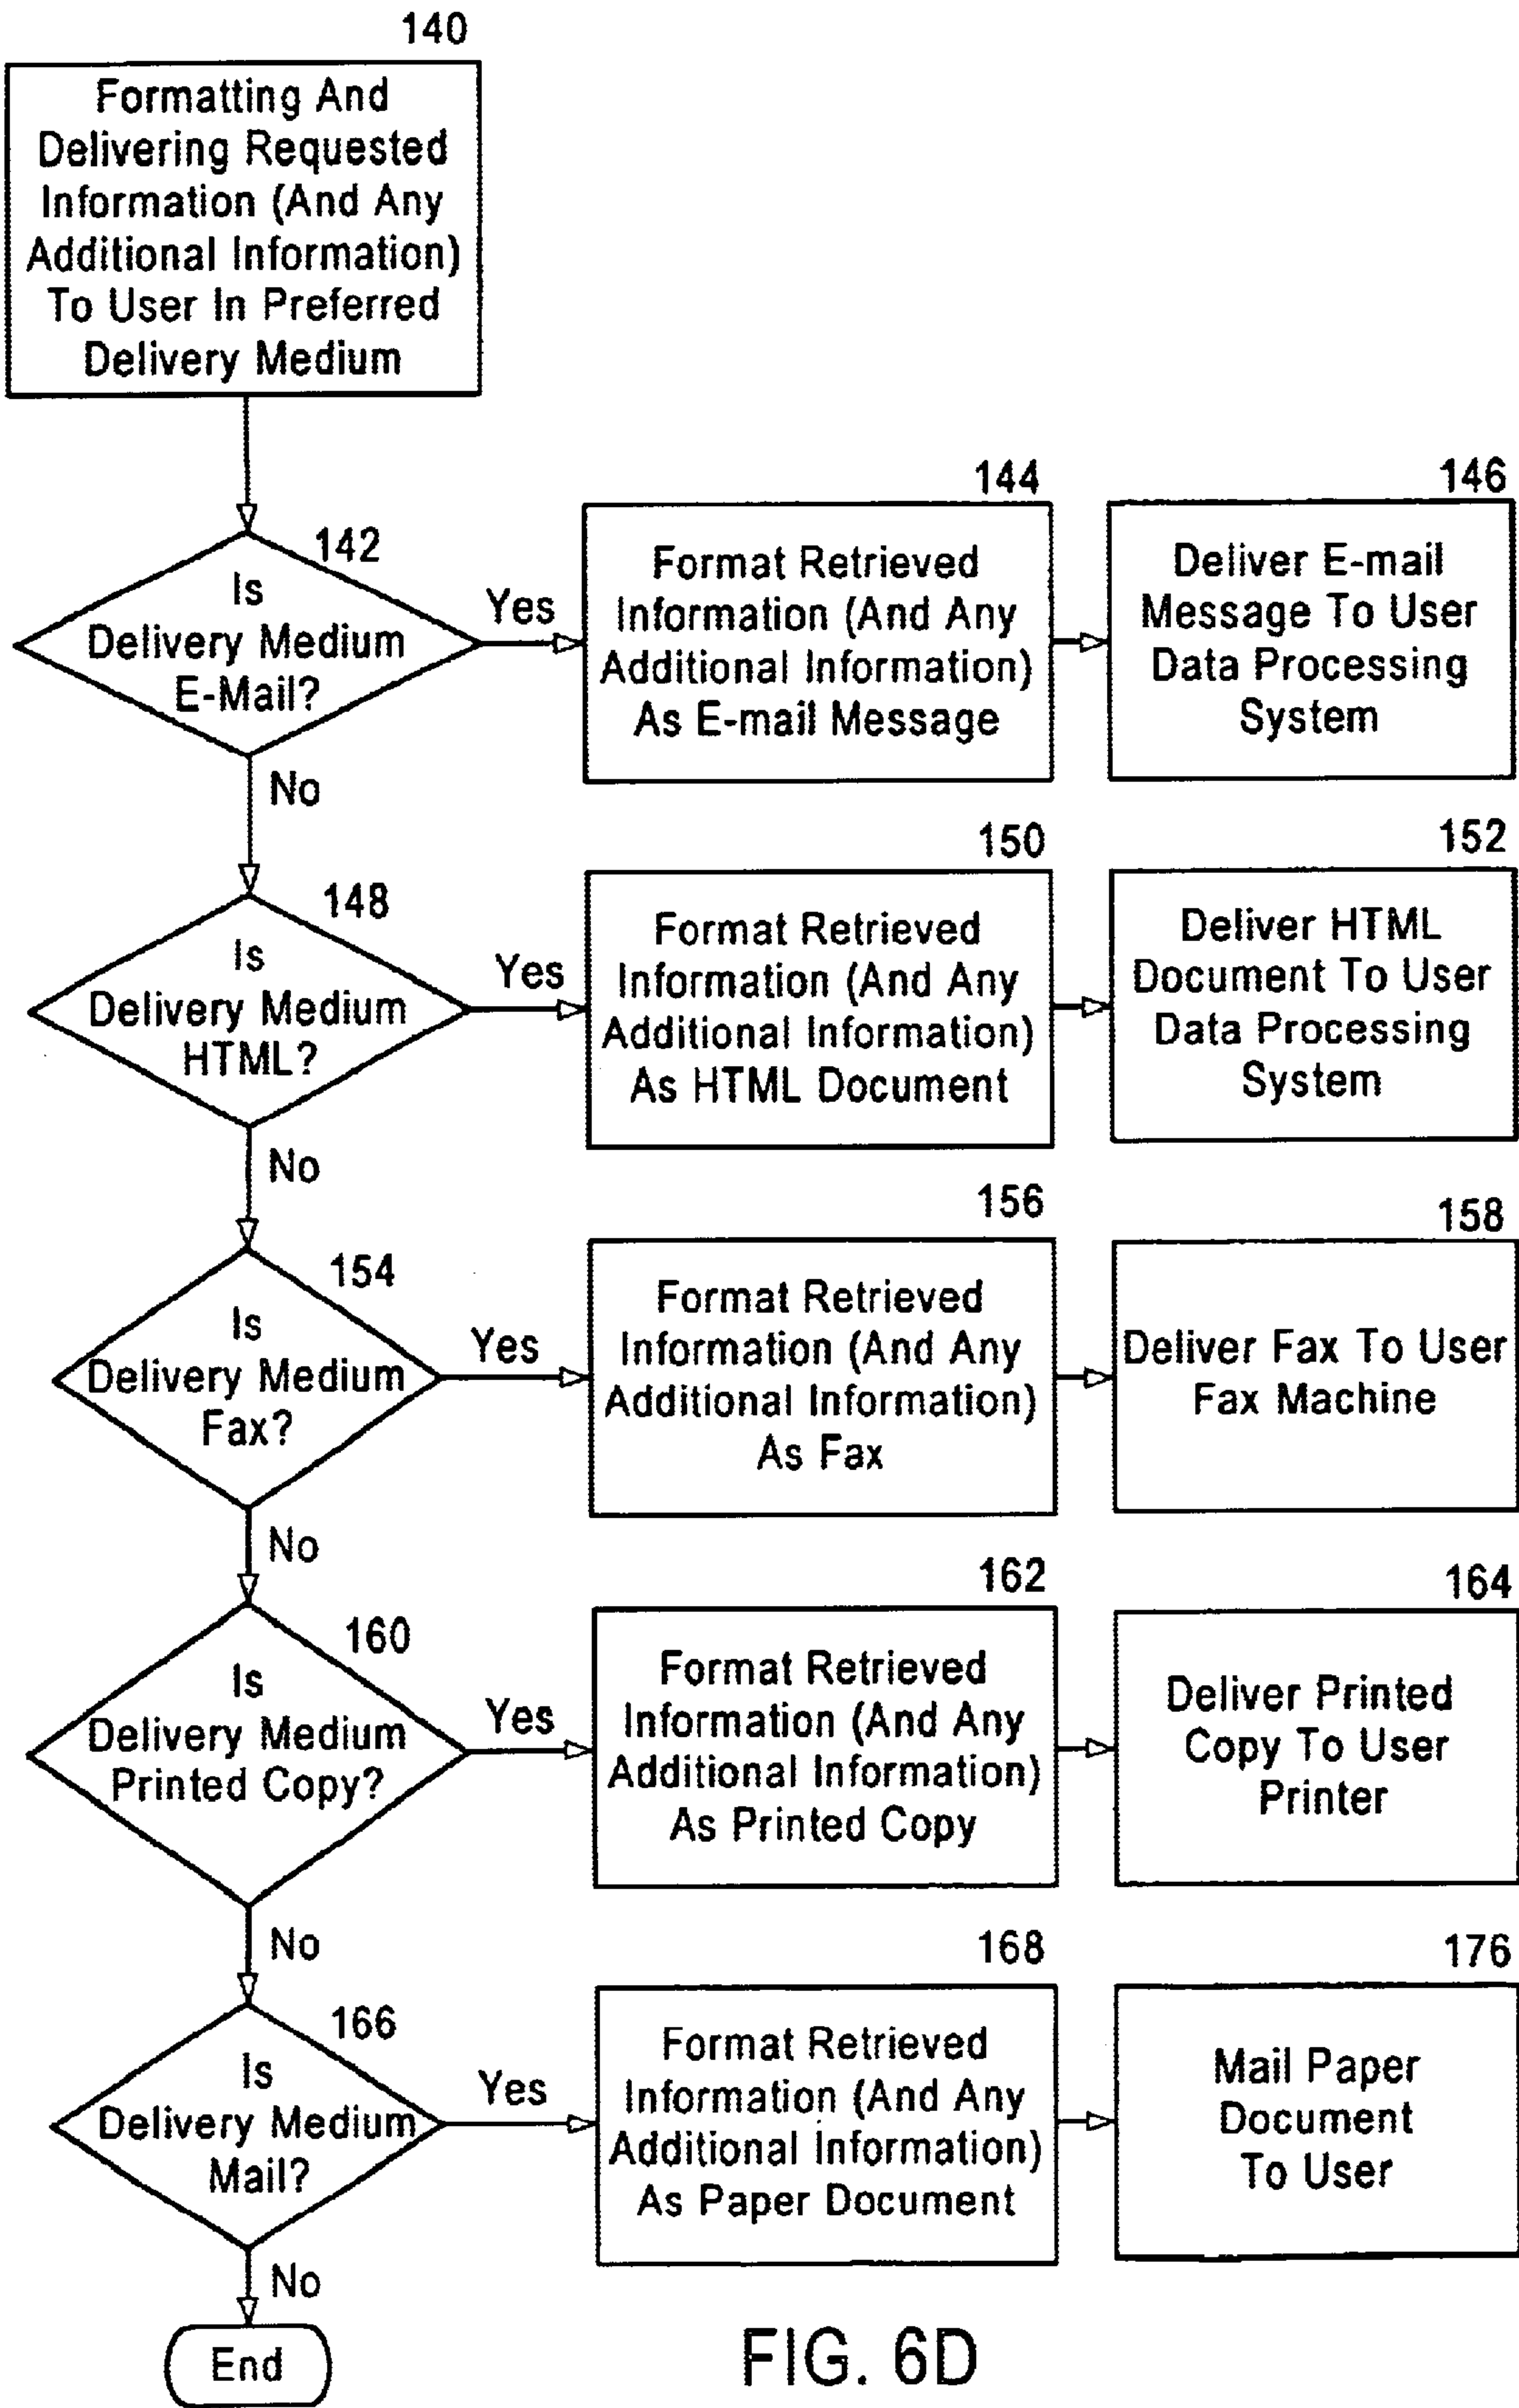 140
Formatting And
Delivering Requested
Information (And Any
Additional Information)
To User In Preferred
Delivery Medium
142
Is
Delivery Medium
E-Mail?
Yes
No
144
Format Retrieved
Information (And Any
Additional Information)
As E-mail Message
146
Deliver E-mail
Message To User
Data Processing
System
148
Is
Delivery Medium
HTML?
Yes
No
150
Format Retrieved
Information (And Any
Additional Information)
As HTML Document
152
Deliver HTML
Document To User
Data Processing
System
154
Is
Delivery Medium
Fax?
Yes
No
156
Format Retrieved
Information (And Any
Additional Information)
As Fax
158
Deliver Fax To User
Fax Machine
160
Is
Delivery Medium
Printed Copy?
Yes
No
162
Format Retrieved
Information (And Any
Additional Information)
As Printed Copy
164
Deliver Printed
Copy To User
Printer
166
Is
Delivery Medium
Mail?
Yes
No
168
Format Retrieved
Information (And Any
Additional Information)
As Paper Document
176
Mail Paper
Document
To User
End
FIG. 6D